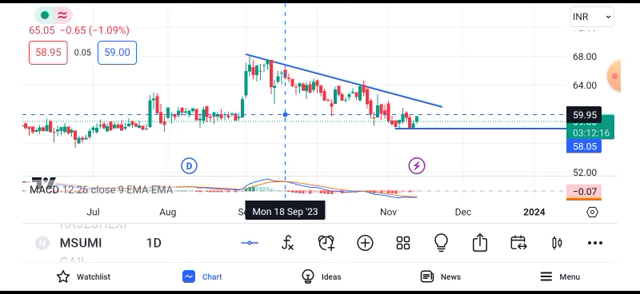 INR
65.05 −0.65 (−1.09%)
58.95 0.05 59.00
68.00
64.00
59.95
03:12:16
58.05
D
52.00
MACD 12 26 close 9 EMA EMA
−0.07
Jul Aug Mon 18 Sep '23 Nov Dec 2024
MSUMI 1D
Watchlist Chart Ideas News Menu